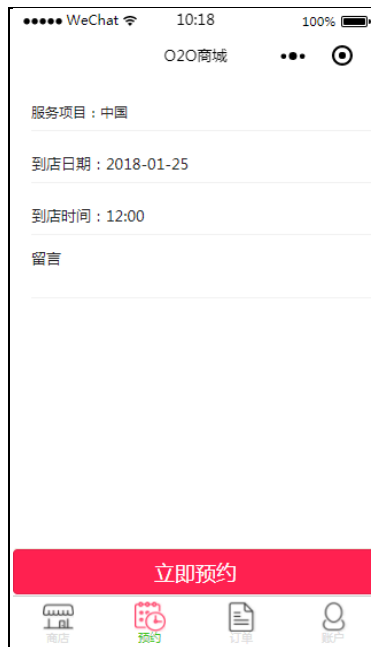 WeChat 10:18 100%
O2O商城
服务项目：中国
到店日期：2018-01-25
到店时间：12:00
留言
立即预约
商店 预约 订单 账户